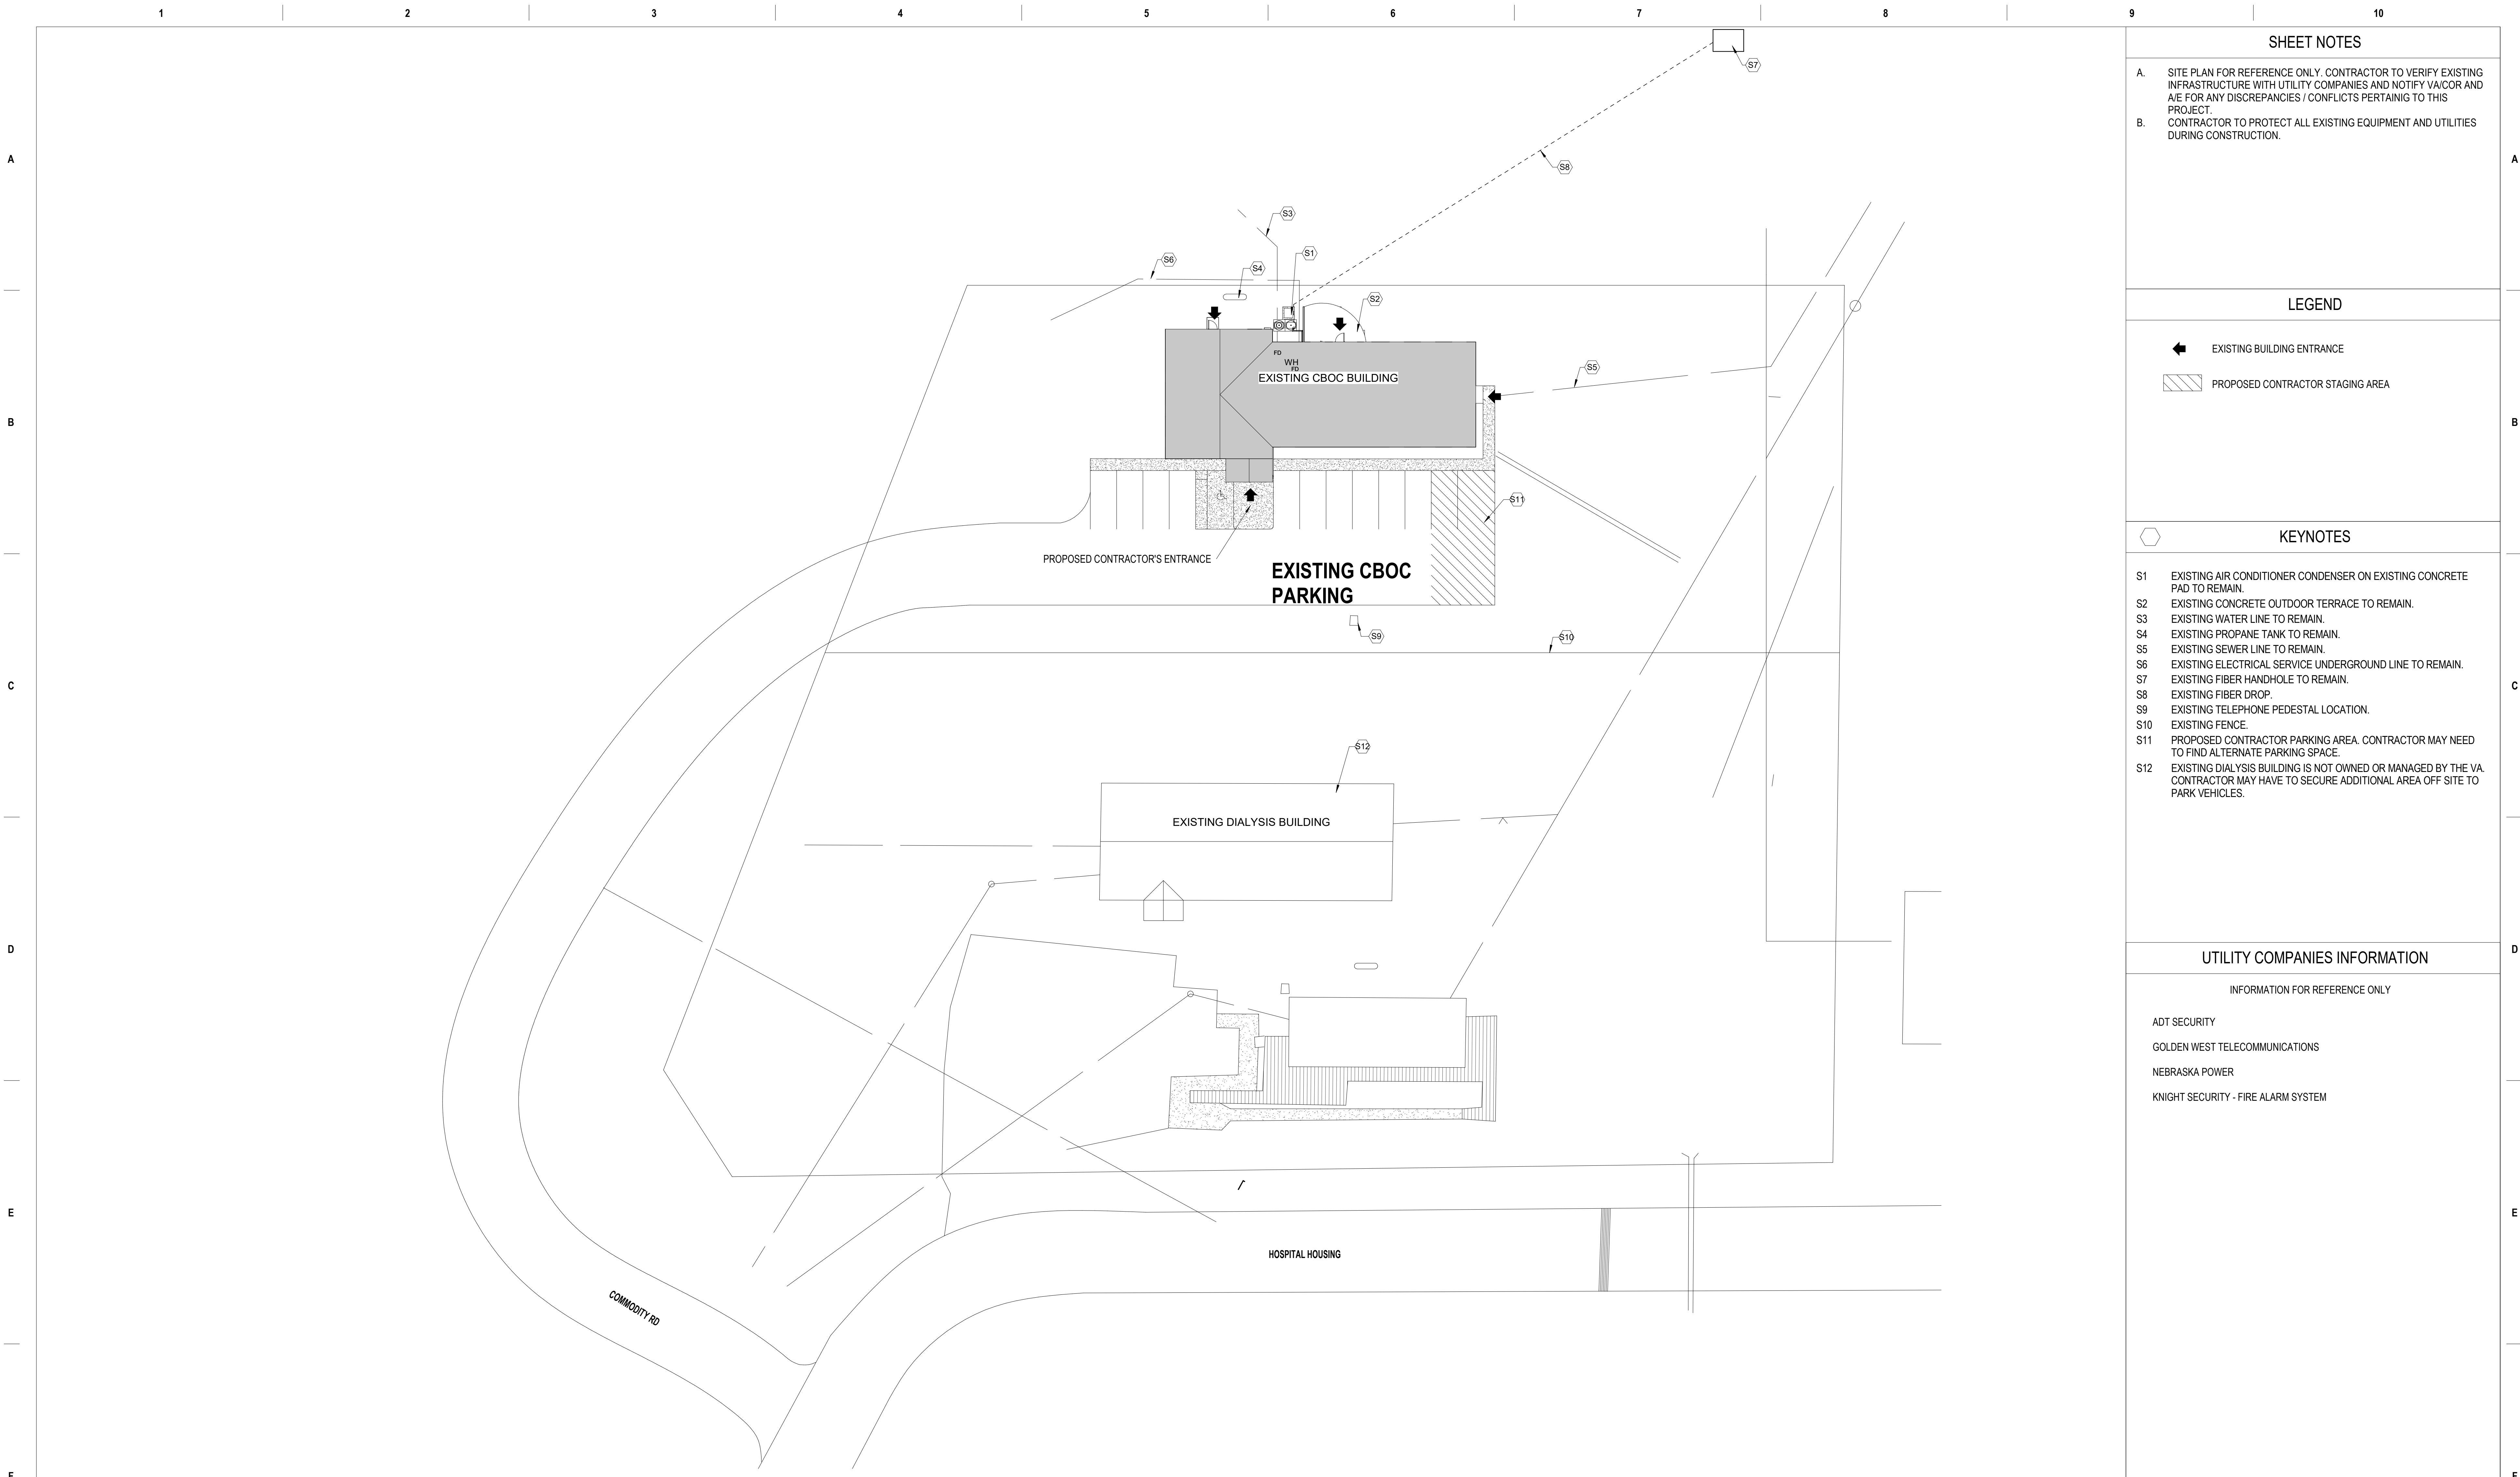 1 2 3 4 5 6 7 8 9 10
SHEET NOTES
A. SITE PLAN FOR REFERENCE ONLY. CONTRACTOR TO VERIFY EXISTING
INFRASTRUCTURE WITH UTILITY COMPANIES AND NOTIFY VA/COR AND
A/E FOR ANY DISCREPANCIES / CONFLICTS PERTAINIG TO THIS
PROJECT.
B. CONTRACTOR TO PROTECT ALL EXISTING EQUIPMENT AND UTILITIES
DURING CONSTRUCTION.
LEGEND
EXISTING BUILDING ENTRANCE
PROPOSED CONTRACTOR STAGING AREA
KEYNOTES
S1 EXISTING AIR CONDITIONER CONDENSER ON EXISTING CONCRETE
PAD TO REMAIN.
S2 EXISTING CONCRETE OUTDOOR TERRACE TO REMAIN.
S3 EXISTING WATER LINE TO REMAIN.
S4 EXISTING PROPANE TANK TO REMAIN.
S5 EXISTING SEWER LINE TO REMAIN.
S6 EXISTING ELECTRICAL SERVICE UNDERGROUND LINE TO REMAIN.
S7 EXISTING FIBER HANDHOLE TO REMAIN.
S8 EXISTING FIBER DROP.
S9 EXISTING TELEPHONE PEDESTAL LOCATION.
S10 EXISTING FENCE.
S11 PROPOSED CONTRACTOR PARKING AREA. CONTRACTOR MAY NEED
TO FIND ALTERNATE PARKING SPACE.
S12 EXISTING DIALYSIS BUILDING IS NOT OWNED OR MANAGED BY THE VA.
CONTRACTOR MAY HAVE TO SECURE ADDITIONAL AREA OFF SITE TO
PARK VEHICLES.
UTILITY COMPANIES INFORMATION
INFORMATION FOR REFERENCE ONLY
ADT SECURITY
GOLDEN WEST TELECOMMUNICATIONS
NEBRASKA POWER
KNIGHT SECURITY - FIRE ALARM SYSTEM
S7
A
A
S8
S3
S1
S6
S4
S2
FD
WH
FD
EXISTING CBOC BUILDING
S5
B
B
S11
PROPOSED CONTRACTOR'S ENTRANCE
EXISTING CBOC
PARKING
S9
S10
C
C
S12
EXISTING DIALYSIS BUILDING
D
D
E
E
HOSPITAL HOUSING
COMMODITY RD
F
F